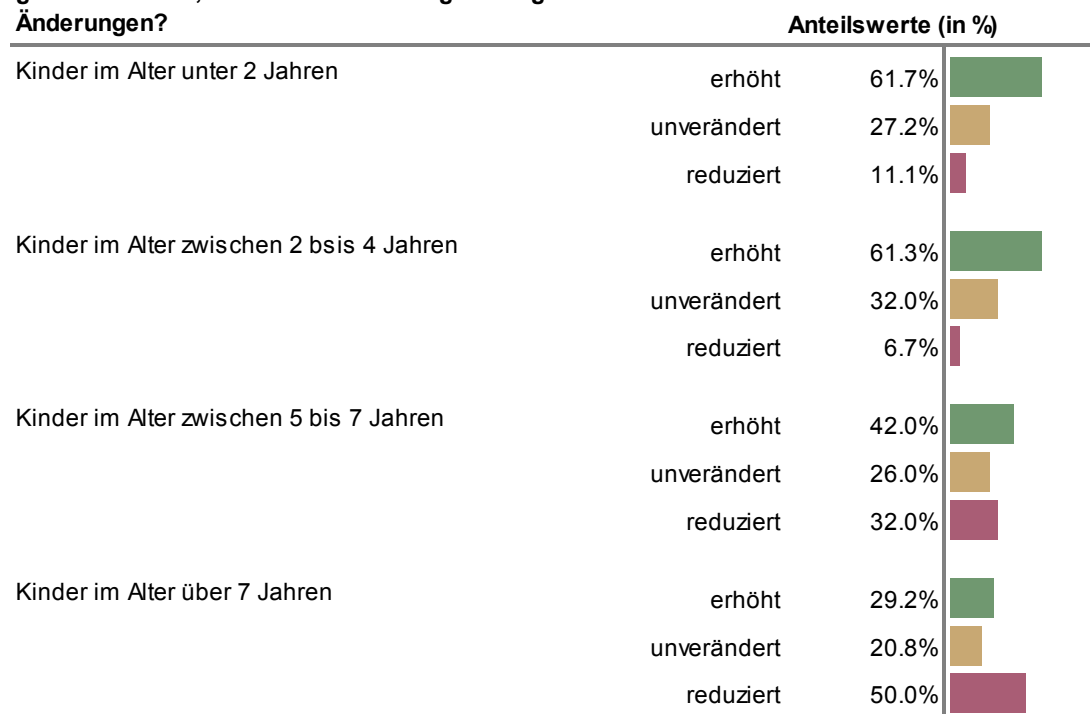 Änderungen? Anteilswerte (in %)
Kinder im Alter unter 2 Jahren erhöht 61.7%
unverändert 27.2%
reduziert 11.1%
Kinder im Alter zwischen 2 bsis 4 Jahren erhöht 61.3%
unverändert 32.0%
reduziert 6.7%
Kinder im Alter zwischen 5 bis 7 Jahren erhöht 42.0%
unverändert 26.0%
reduziert 32.0%
Kinder im Alter über 7 Jahren erhöht 29.2%
unverändert 20.8%
reduziert 50.0%